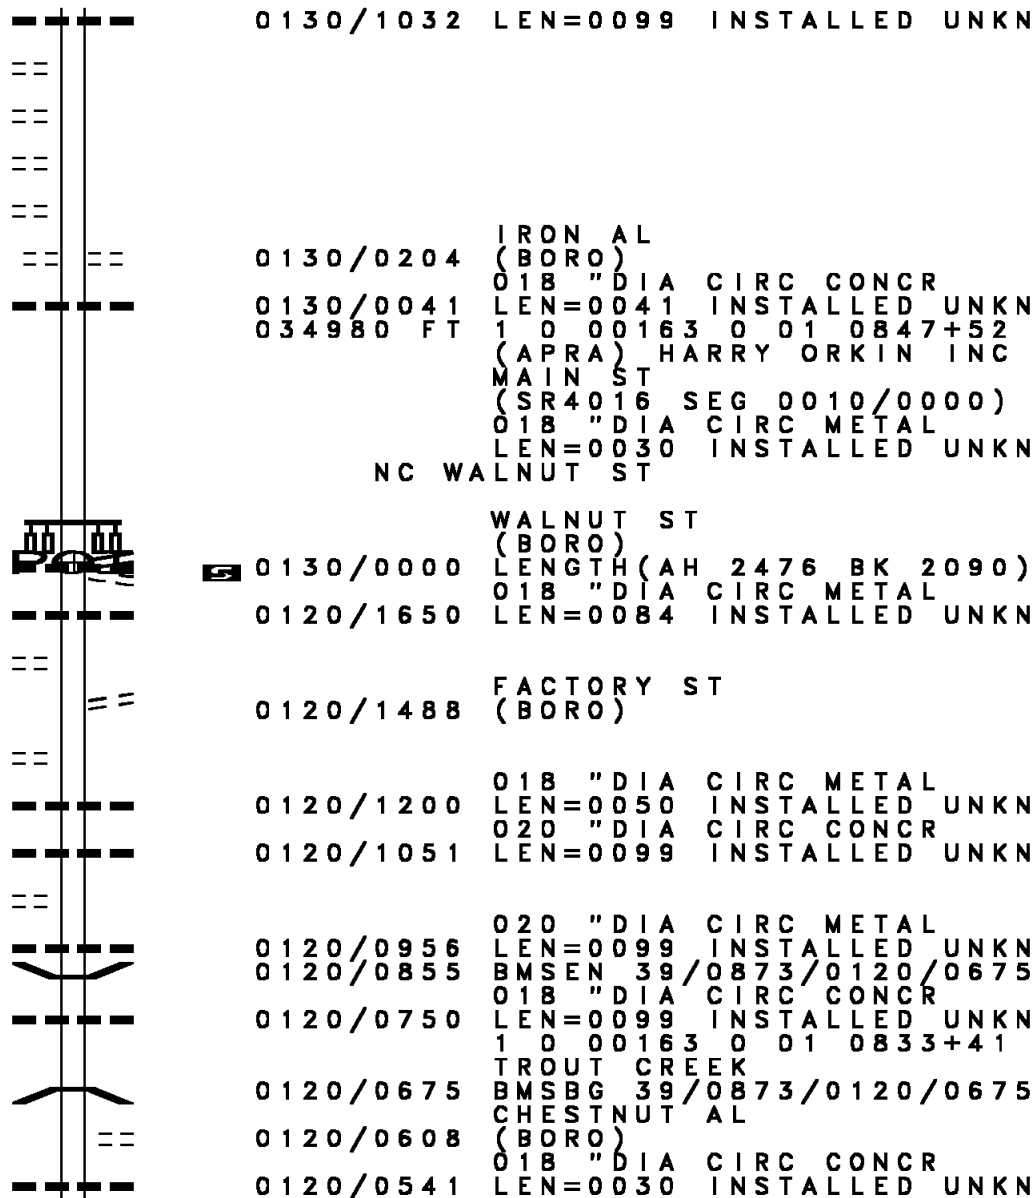 0130/1032 LEN=0099 INSTALLED UNKN
IRON AL
0130/0204 (BORO)
018 "DIA CIRC CONCR
0130/0041 LEN=0041 INSTALLED UNKN
034980 FT 1 0 00163 0 01 0847+52
(APRA) HARRY ORKIN INC
MAIN ST
(SR4016 SEG 0010/0000)
018 "DIA CIRC METAL
LEN=0030 INSTALLED UNKN
NC WALNUT ST
WALNUT ST
(BORO)
S 0130/0000 LENGTH(AH 2476 BK 2090)
018 "DIA CIRC METAL
0120/1650 LEN=0084 INSTALLED UNKN
FACTORY ST
0120/1488 (BORO)
018 "DIA CIRC METAL
0120/1200 LEN=0050 INSTALLED UNKN
020 "DIA CIRC CONCR
0120/1051 LEN=0099 INSTALLED UNKN
020 "DIA CIRC METAL
0120/0956 LEN=0099 INSTALLED UNKN
0120/0855 BMSEN 39/0873/0120/0675
018 "DIA CIRC CONCR
0120/0750 LEN=0099 INSTALLED UNKN
1 0 00163 0 01 0833+41
TROUT CREEK
0120/0675 BMSBG 39/0873/0120/0675
CHESTNUT AL
0120/0608 (BORO)
018 "DIA CIRC CONCR
0120/0541 LEN=0030 INSTALLED UNKN